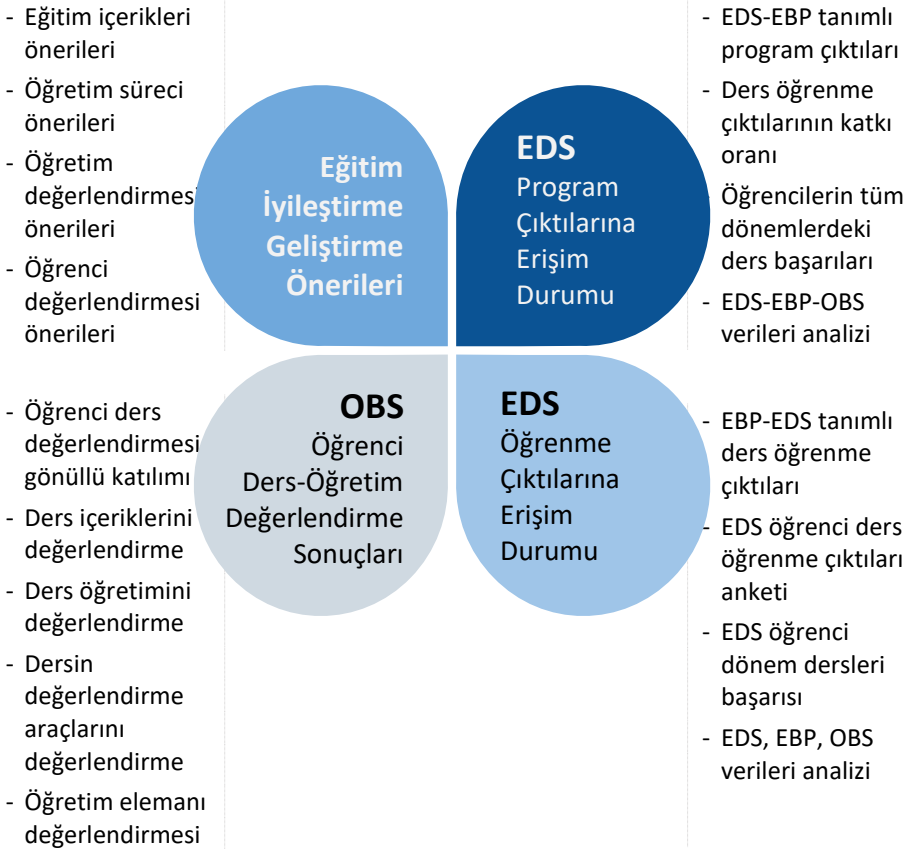 - Eğitim içerikleri
önerileri
- Öğretim süreci
önerileri
- Öğretim
değerlendirmesi
önerileri
- Öğrenci
değerlendirmesi
önerileri
Eğitim
İyileştirme
Geliştirme
Önerileri
EDS
Program
Çıktılarına
Erişim
Durumu
- EDS-EBP tanımlı
program çıktıları
- Ders öğrenme
çıktılarının katkı
oranı
Öğrencilerin tüm
dönemlerdeki
ders başarıları
- EDS-EBP-OBS
verileri analizi
- Öğrenci ders
değerlendirmesi
gönüllü katılımı
- Ders içeriklerini
değerlendirme
- Ders öğretimini
değerlendirme
- Dersin
değerlendirme
araçlarını
değerlendirme
- Öğretim elemanı
değerlendirmesi
OBS
Öğrenci
Ders-Öğretim
Değerlendirme
Sonuçları
EDS
Öğrenme
Çıktılarına
Erişim
Durumu
- EBP-EDS tanımlı
ders öğrenme
çıktıları
- EDS öğrenci ders
öğrenme çıktıları
anketi
- EDS öğrenci
dönem dersleri
başarısı
- EDS, EBP, OBS
verileri analizi